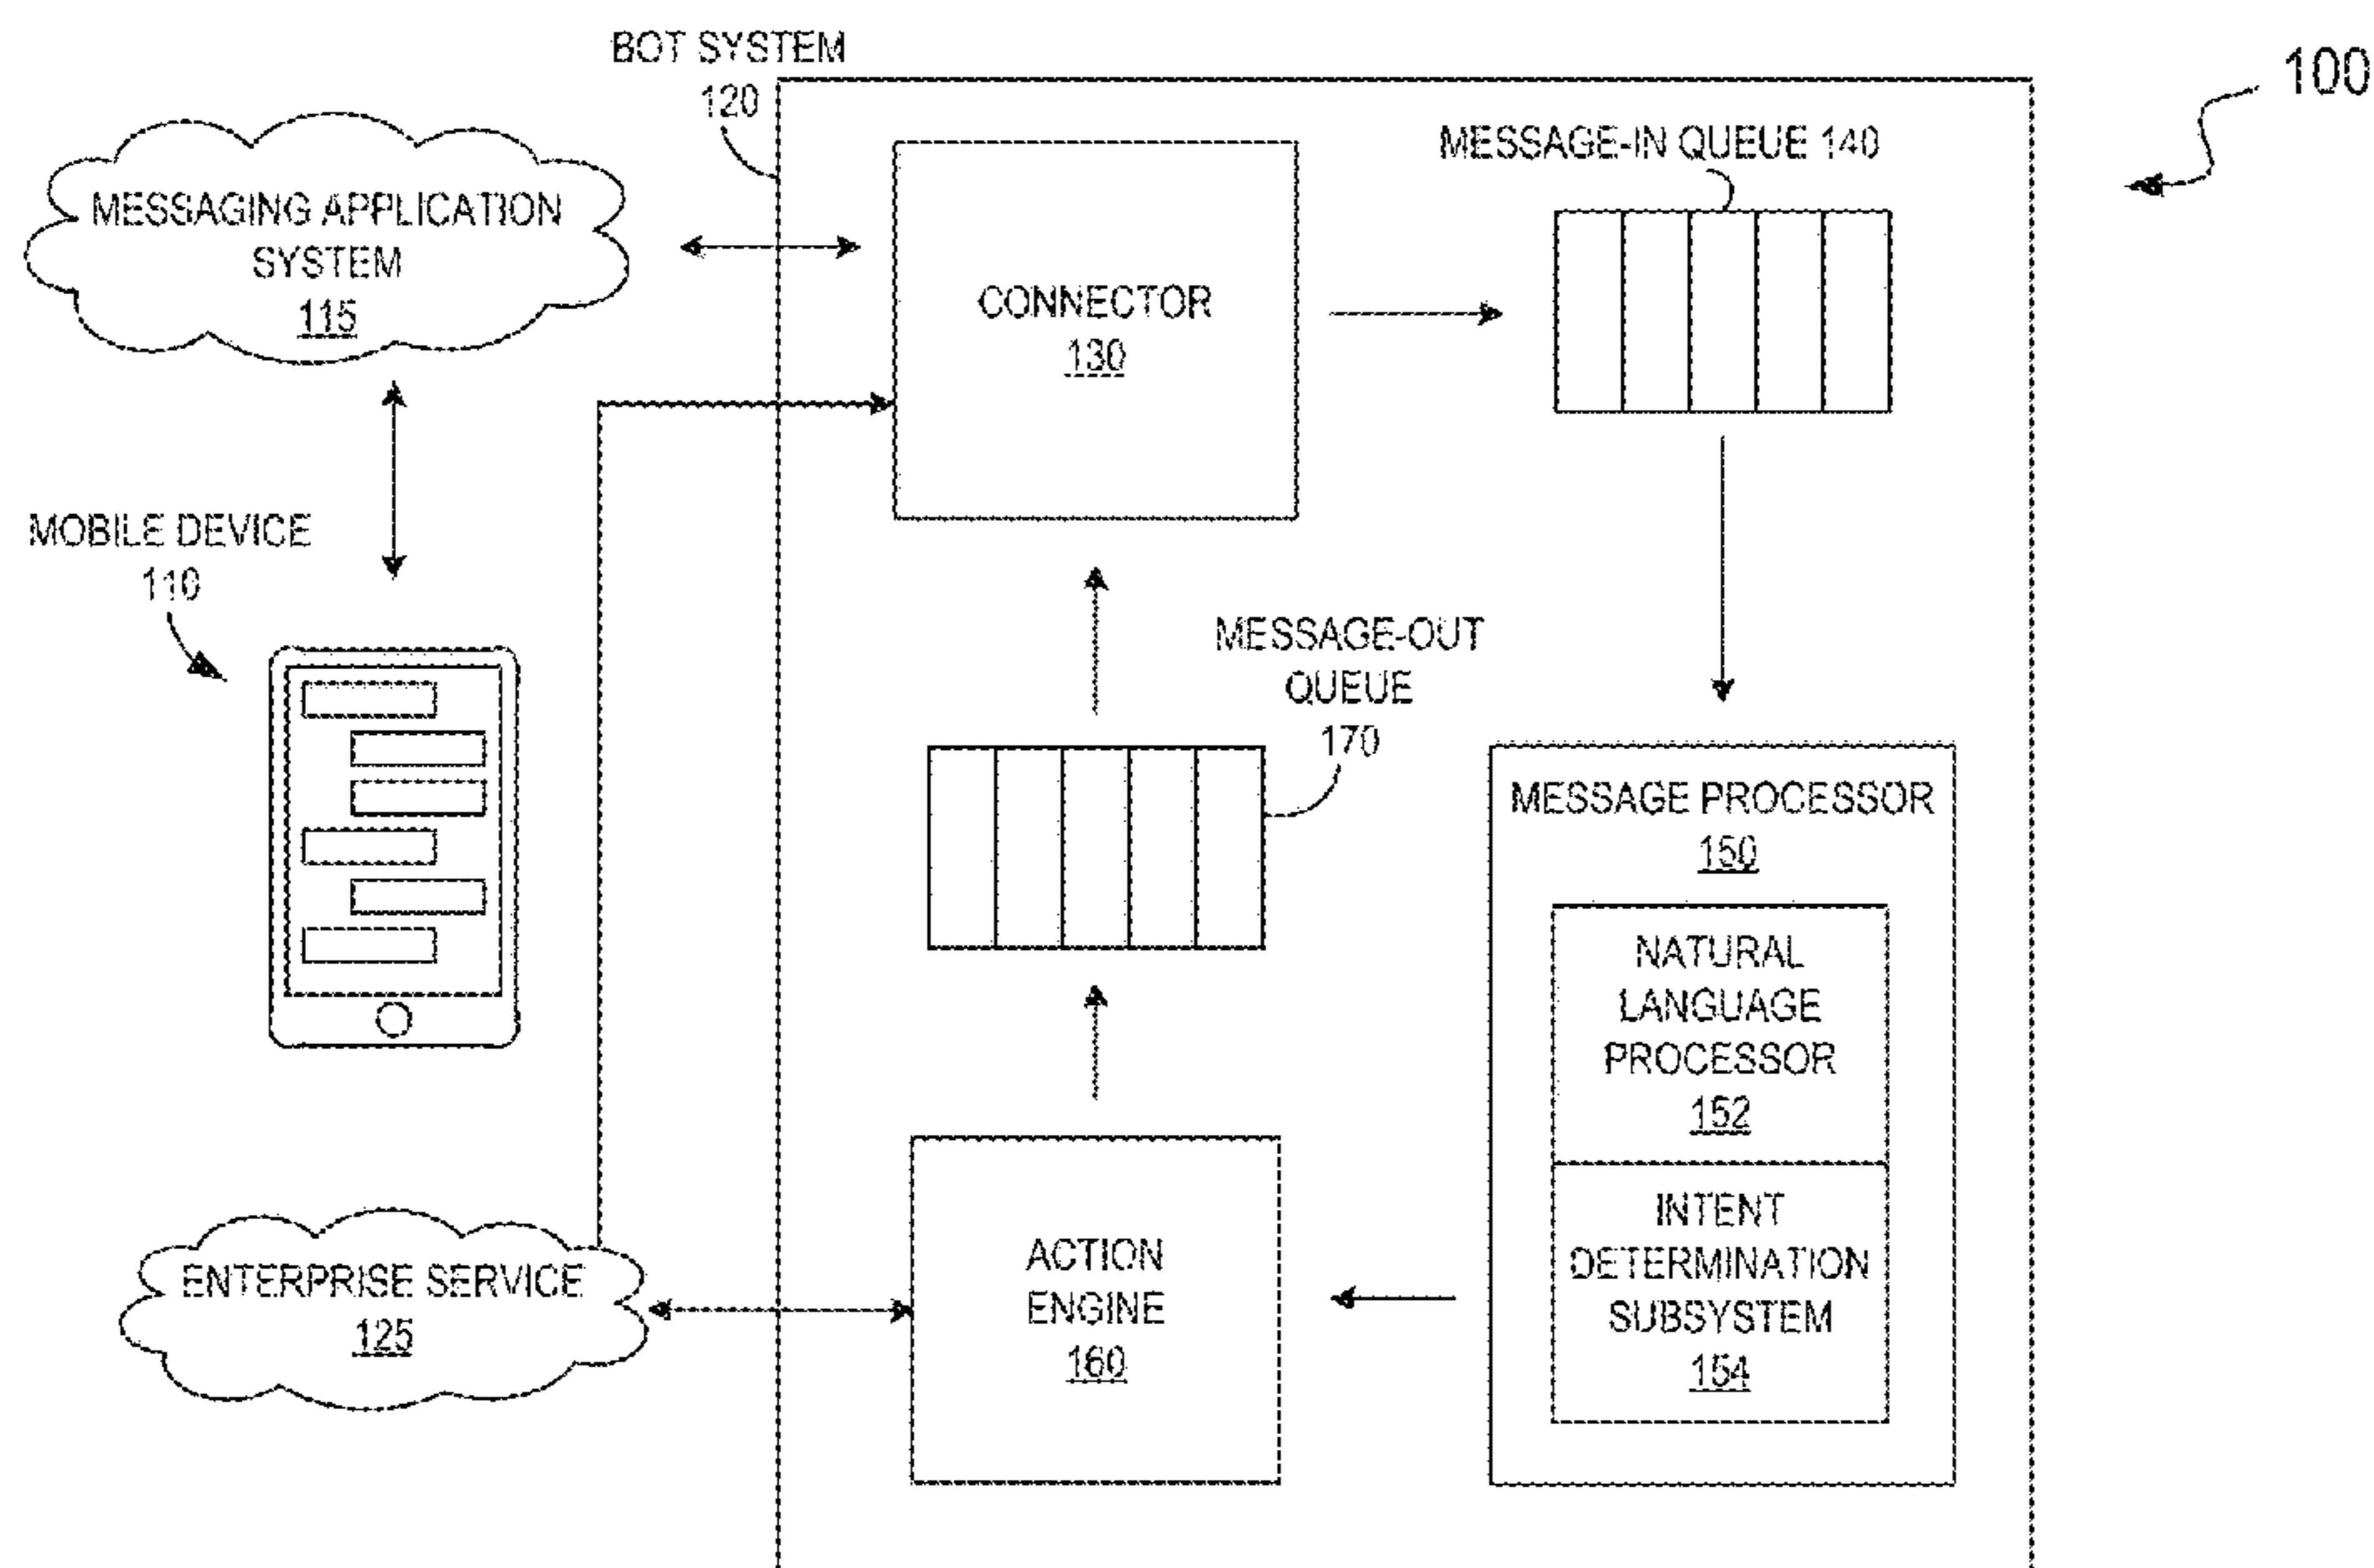 100
BOT SYSTEM
120
MESSAGING APPLICATION
SYSTEM
115
MESSAGE-IN QUEUE 140
CONNECTOR
130
MOBILE DEVICE
110
MESSAGE-OUT
QUEUE
170
MESSAGE PROCESSOR
150
NATURAL
LANGUAGE
PROCESSOR
152
INTENT
DETERMINATION
SUBSYSTEM
154
ACTION
ENGINE
160
ENTERPRISE SERVICE
125